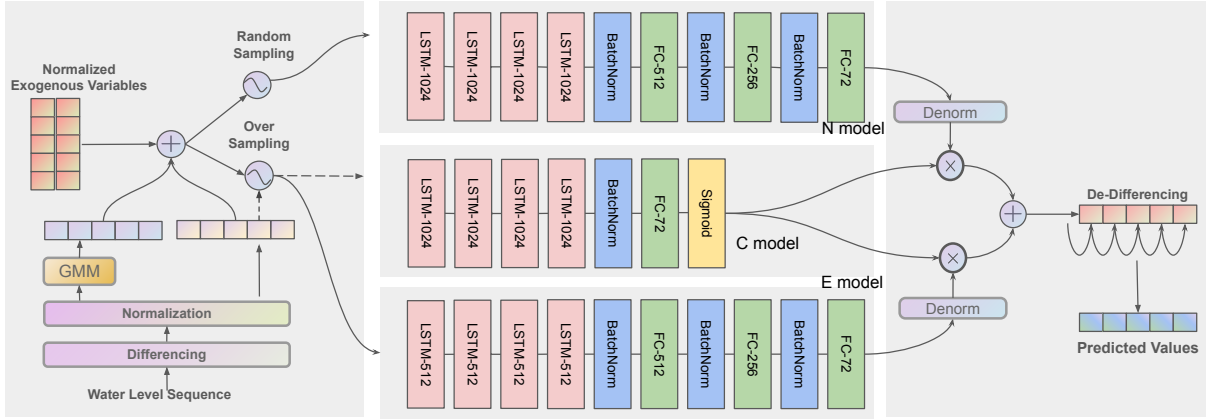 Random
Sampling
Normalized
Exogenous Variables
Over
Sampling
GMM
Normalization
Differencing
Water Level Sequence
LSTM-1024
LSTM-1024
LSTM-1024
LSTM-1024
BatchNorm
FC-512
BatchNorm
FC-256
BatchNorm
FC-72
N model
LSTM-1024
LSTM-1024
LSTM-1024
LSTM-1024
BatchNorm
FC-72
Sigmoid
C model
E model
LSTM-512
LSTM-512
LSTM-512
LSTM-512
BatchNorm
FC-512
BatchNorm
FC-256
BatchNorm
FC-72
Denorm
Denorm
De-Differencing
Predicted Values